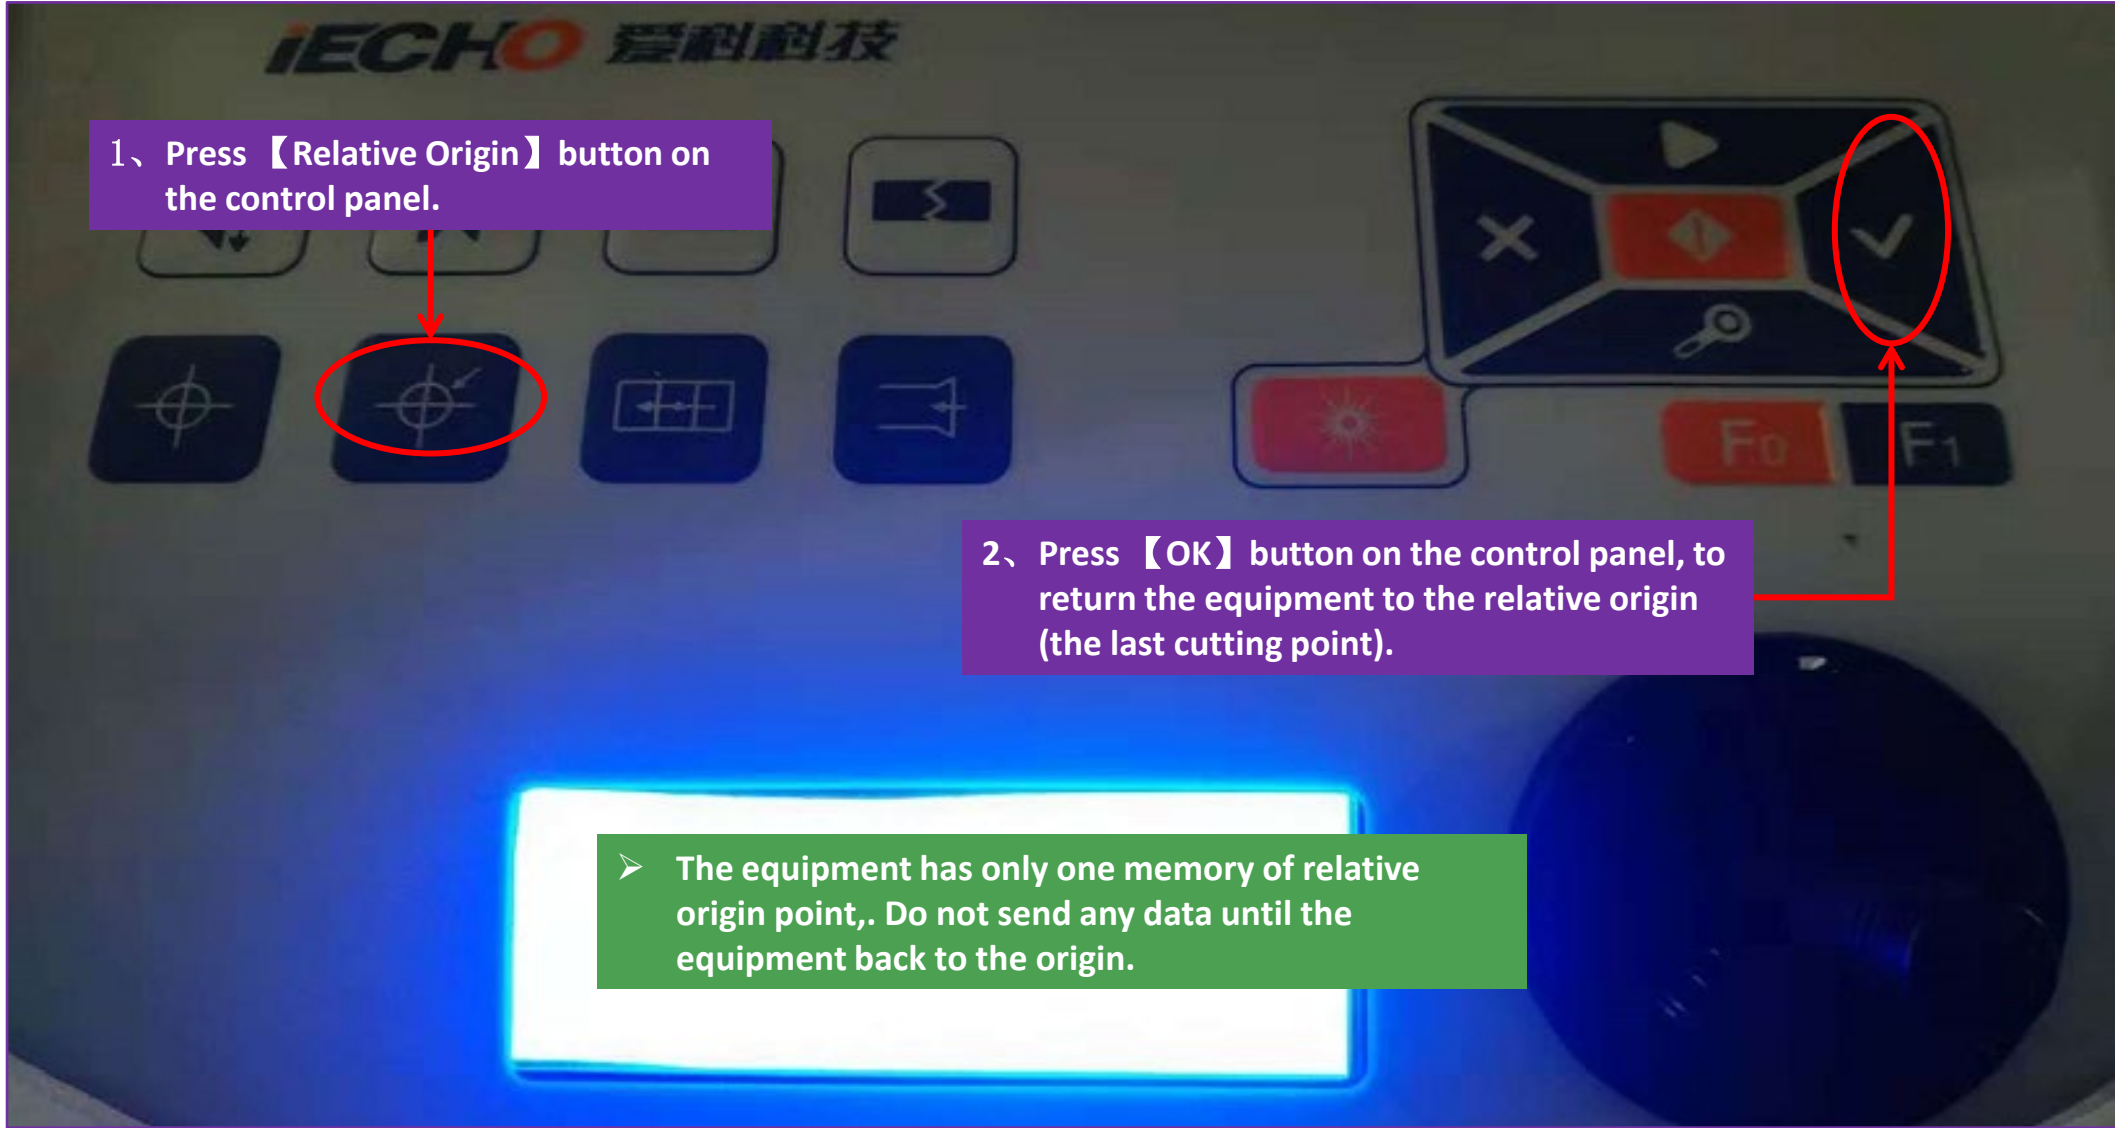 iECHO 爱科科技
1、Press 【Relative Origin】button on
the control panel.
F0 F1
2、Press 【OK】button on the control panel, to
return the equipment to the relative origin
(the last cutting point).
➢ The equipment has only one memory of relative
origin point,. Do not send any data until the
equipment back to the origin.